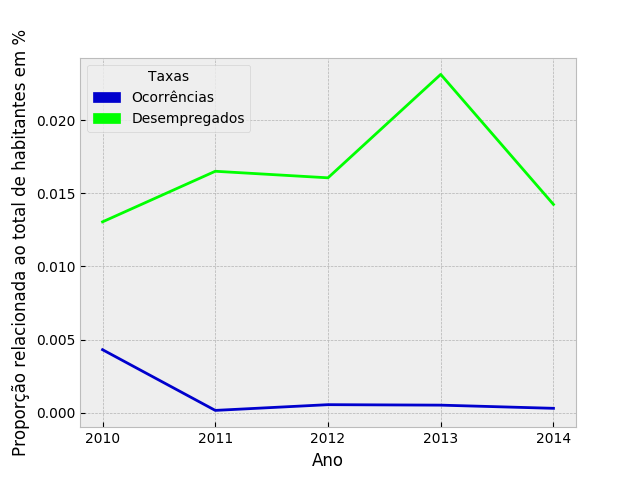 Proporção relacionada ao total de habitantes em %
Taxas
Ocorrências
Desempregados
0.020
0.015
0.010
0.005
0.000
2010 2011 2012 2013 2014
Ano